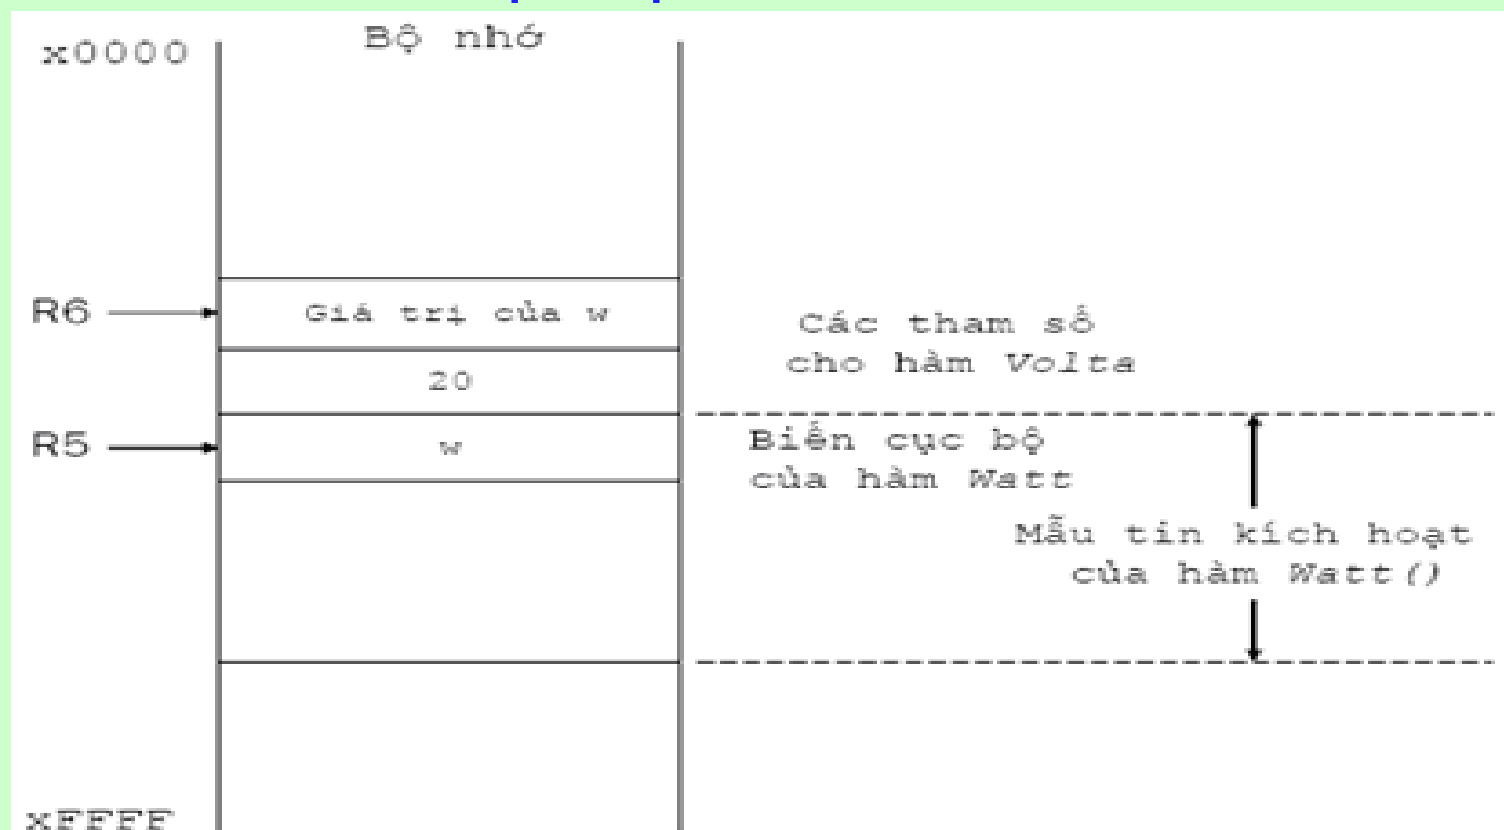 Bộ nhớ
x0000
R6
Giá trị của w
Các tham số
cho hàm Volta
20
R5
w
Biến cục bộ
của hàm Watt
Mẫu tin kích hoạt
của hàm Watt()
xFFFF